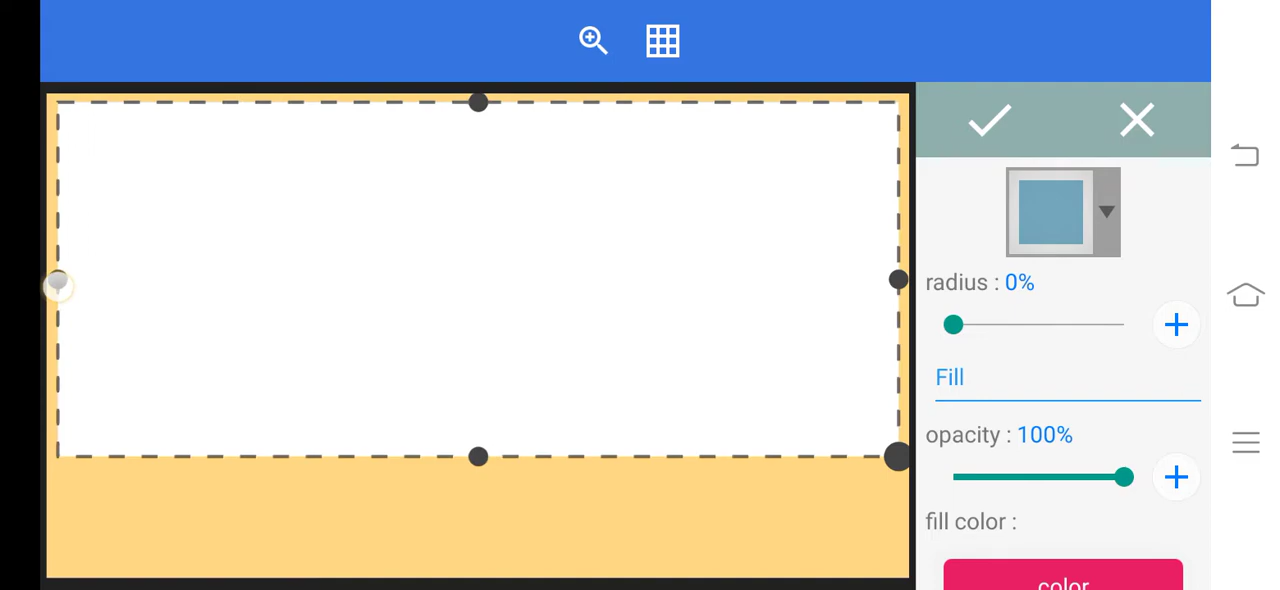 radius : 0%
Fill
opacity : 100%
fill color :
color